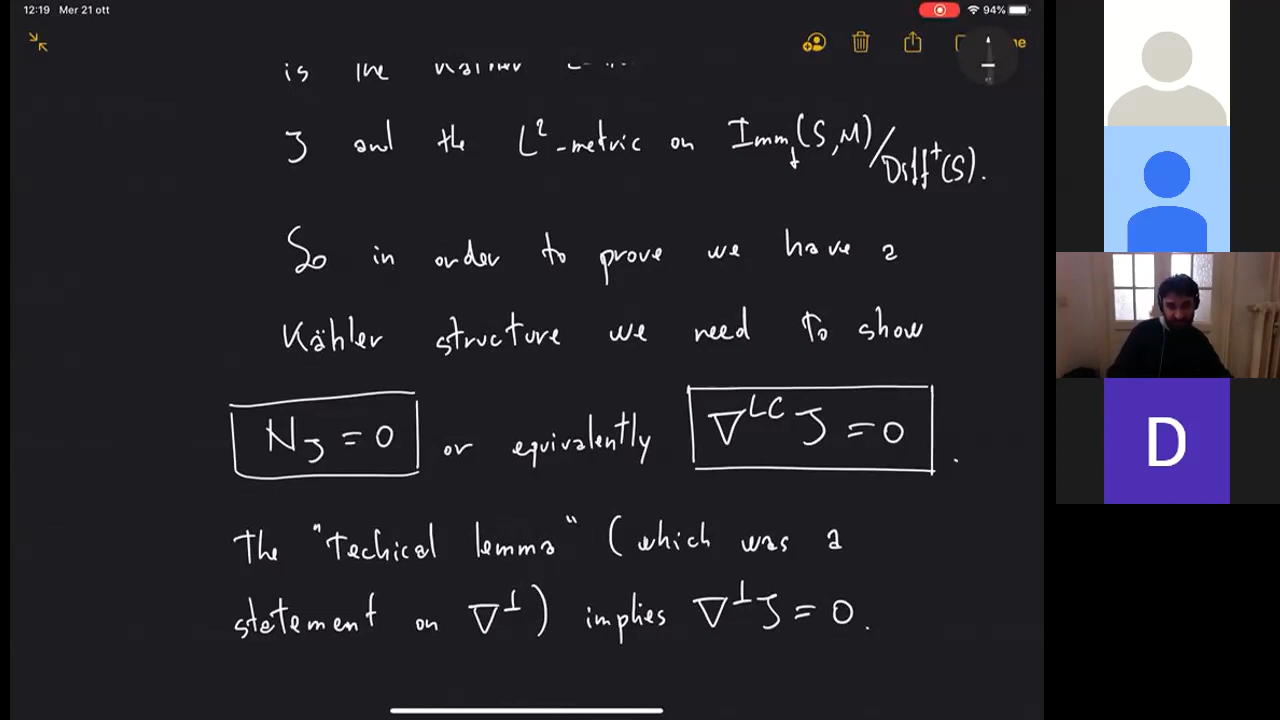 12:19 Mer 21 ott
94%
is the Kähler
J and the L²-metric on Imm_f(S,M)/Diff⁺(S).
So in order to prove we have a
Kähler structure we need to show
N_J = 0 or equivalently ∇^LC J = 0 .
The "techical lemma" (which was a
statement on ∇^⊥) implies ∇^⊥J = 0.
D